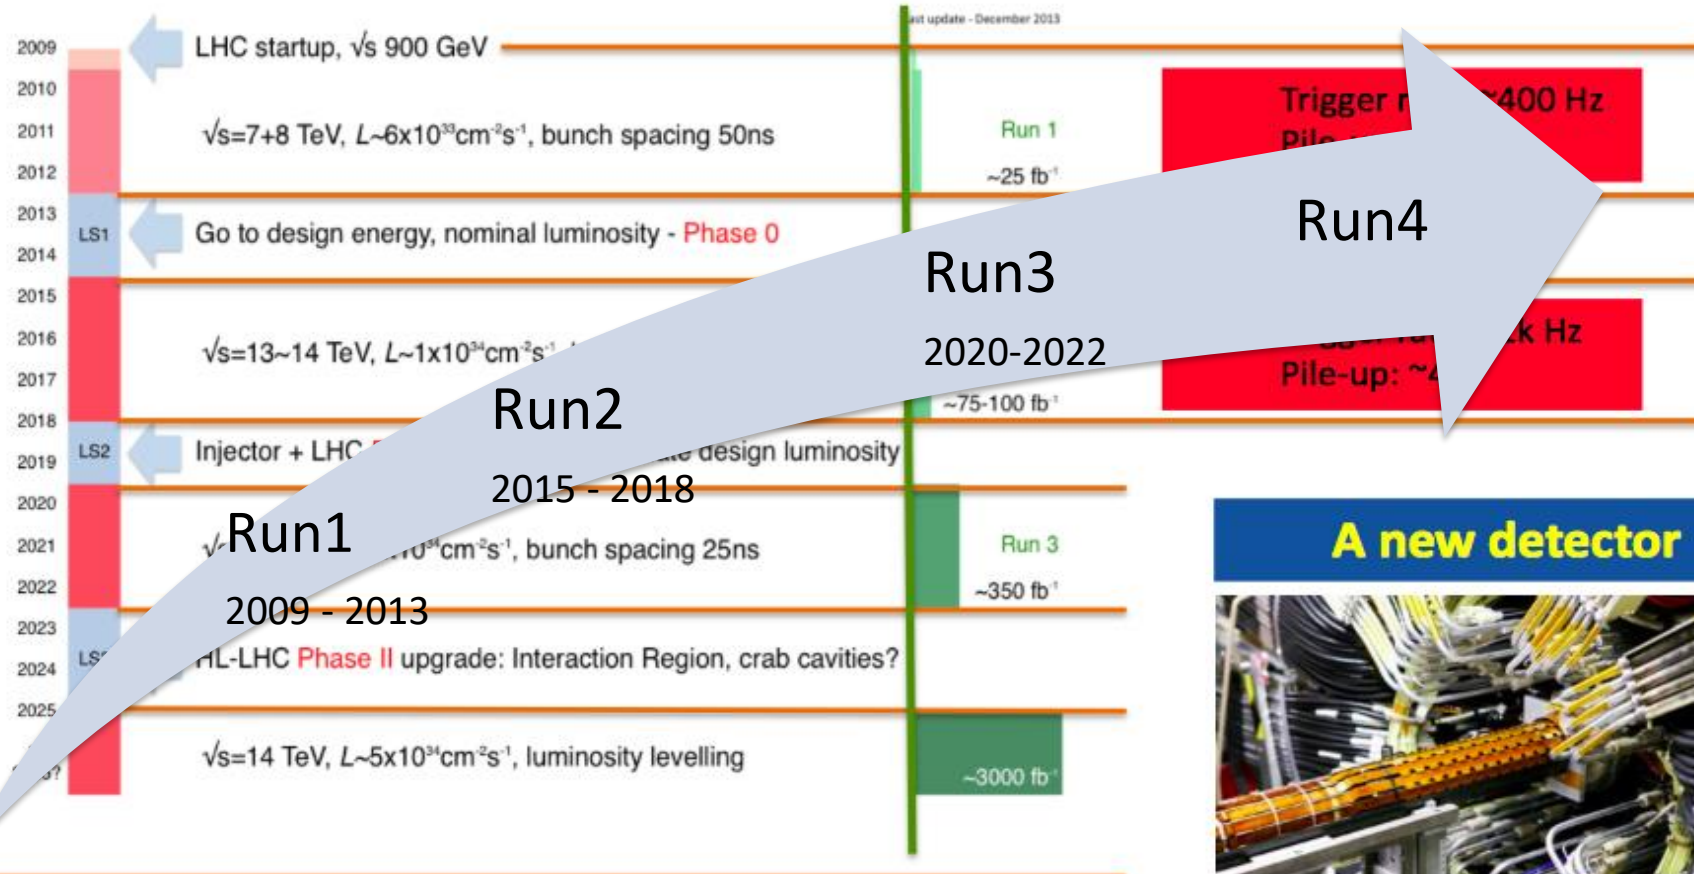 ast update - December 2013
2009
LHC startup, √s 900 GeV
2010
2011
2012
√s=7+8 TeV, L~6x10³³cm⁻²s⁻¹, bunch spacing 50ns
Run 1
~25 fb⁻¹
Trigger ~400 Hz
2013
2014
LS1
Go to design energy, nominal luminosity - Phase 0
Run4
Run3
2020-2022
2015
2016
2017
2018
√s=13~14 TeV, L~1x10³⁴cm⁻²s⁻¹
~75-100 fb⁻¹
k Hz
Pile-up: ~4
Run2
2015 - 2018
LS2
2019
Injector + LHC design luminosity
2020
2021
2022
Run1
2009 - 2013
cm⁻²s⁻¹, bunch spacing 25ns
Run 3
~350 fb⁻¹
A new detector
2023
2024
HL-LHC Phase II upgrade: Interaction Region, crab cavities?
2025
√s=14 TeV, L~5x10³⁴cm⁻²s⁻¹, luminosity levelling
~3000 fb⁻¹